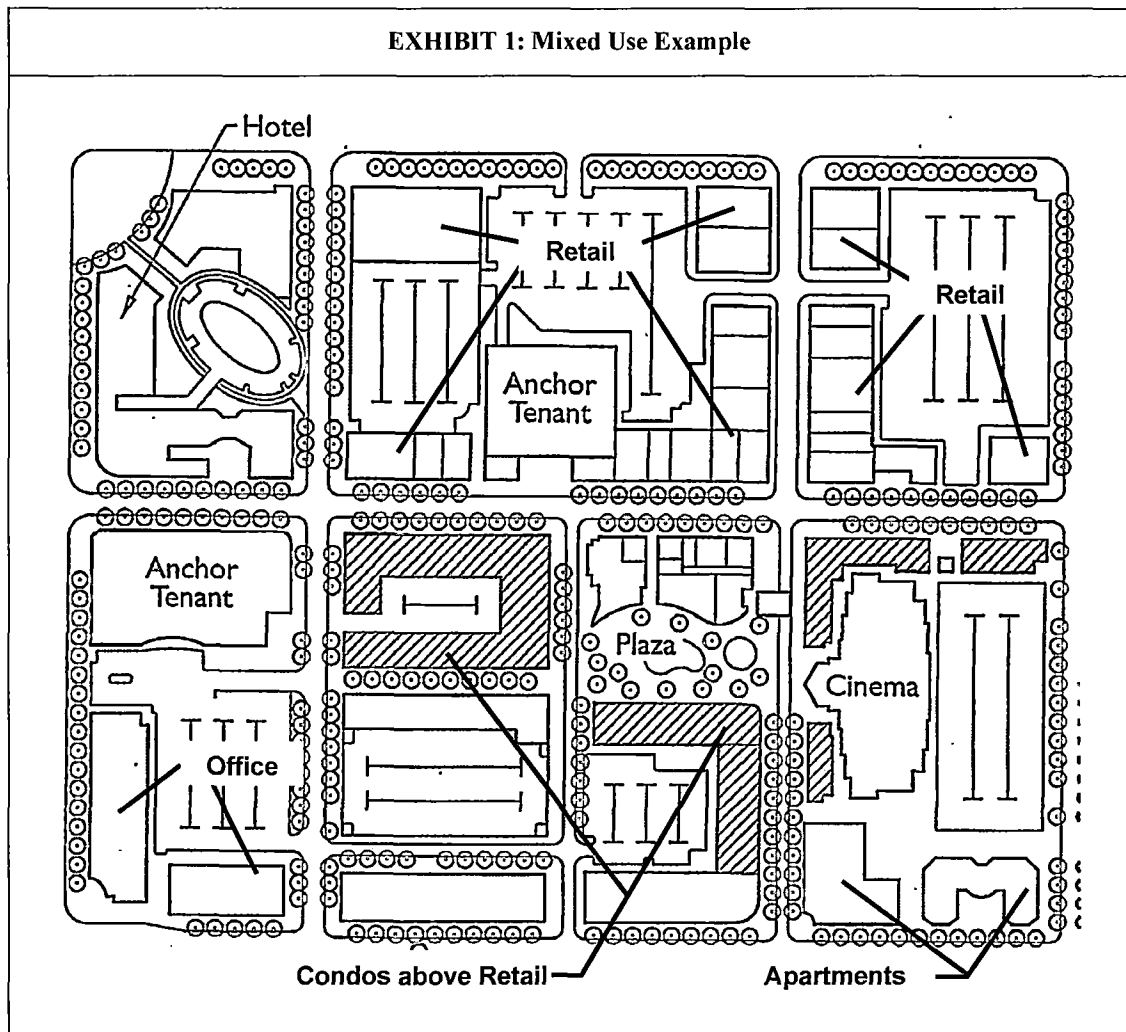 EXHIBIT 1: Mixed Use Example
Hotel
Retail
Retail
Anchor
Tenant
Anchor
Tenant
Plaza
Cinema
Office
Condos above Retail
Apartments